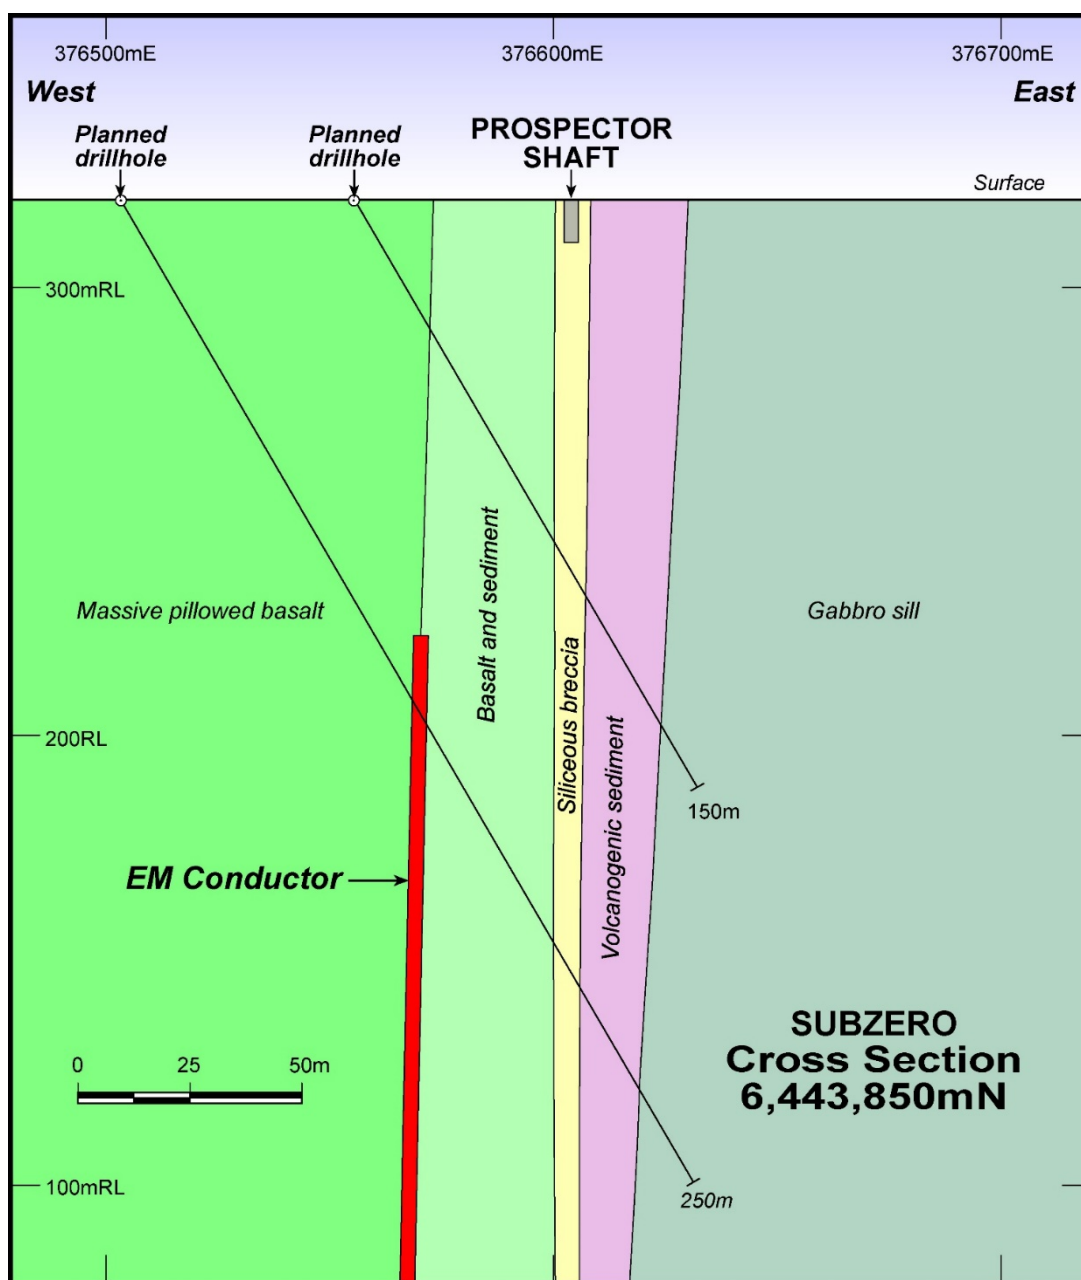 376500mE
376600mE
376700mE
West
East
Planned
drillhole
Planned
drillhole
PROSPECTOR
SHAFT
Surface
300mRL
Massive pillowed basalt
Basalt and sediment
Siliceous breccia
Volcanogenic sediment
Gabbro sill
200RL
150m
EM Conductor
SUBZERO
Cross Section
6,443,850mN
0
25
50m
100mRL
250m